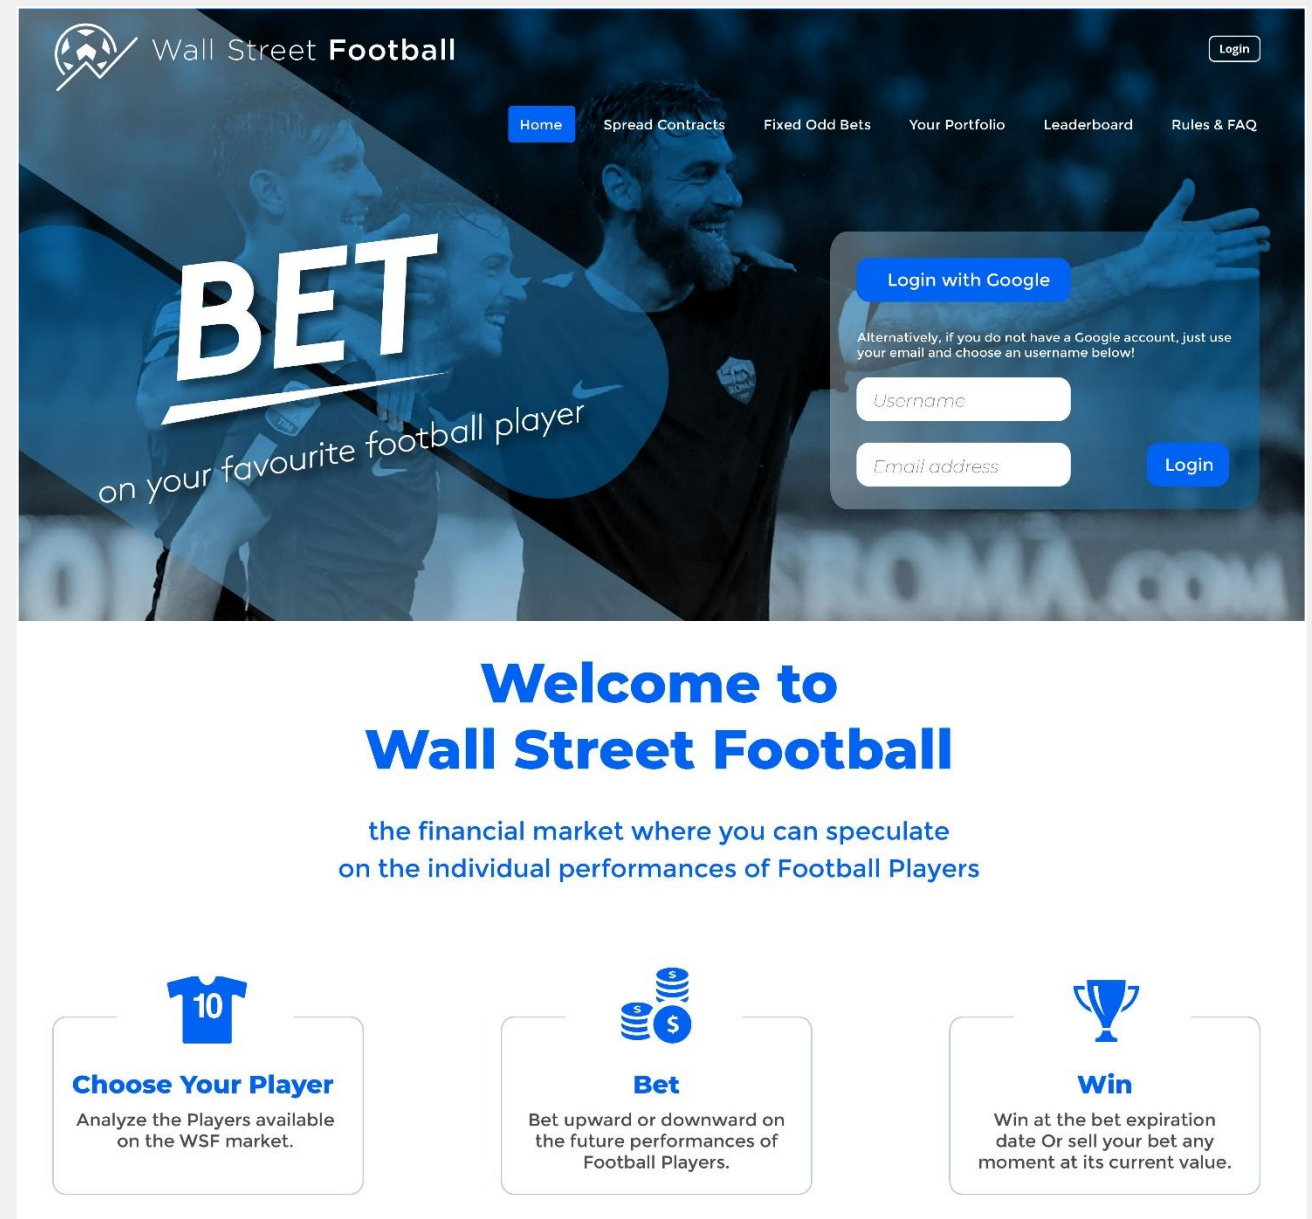 Wall Street Football
Login
Home
Spread Contracts
Fixed Odd Bets
Your Portfolio
Leaderboard
Rules & FAQ
BET
on your favourite football player
Login with Google
Alternatively, if you do not have a Google account, just use
your email and choose an username below!
Username
Email address
Login
ROMA
TIM
ROMA.COM
Welcome to
Wall Street Football
the financial market where you can speculate
on the individual performances of Football Players
10
Choose Your Player
Analyze the Players available
on the WSF market.
$
$
$
Bet
Bet upward or downward on
the future performances of
Football Players.
Win
Win at the bet expiration
date Or sell your bet any
moment at its current value.